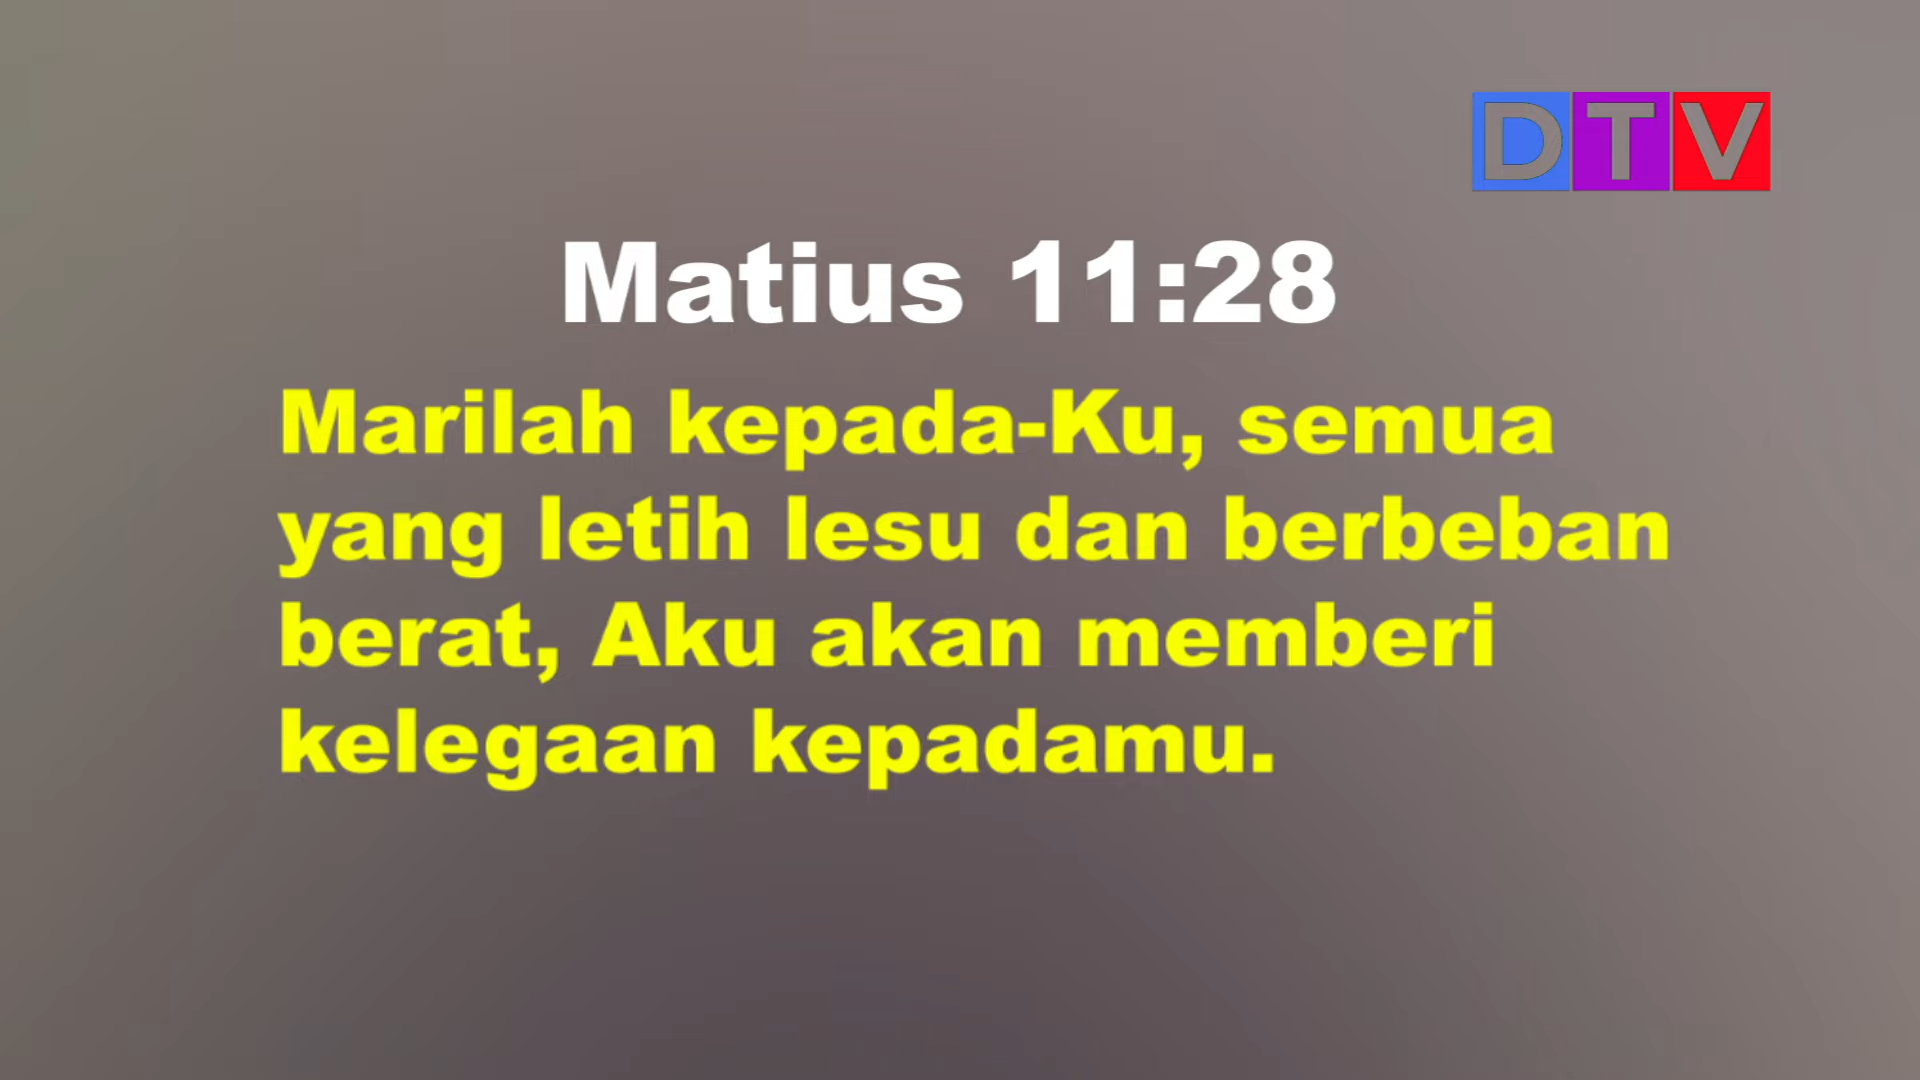 DTV
Matius 11:28
Marilah kepada-Ku, semua
yang letih lesu dan berbeban
berat, Aku akan memberi
kelegaan kepadamu.